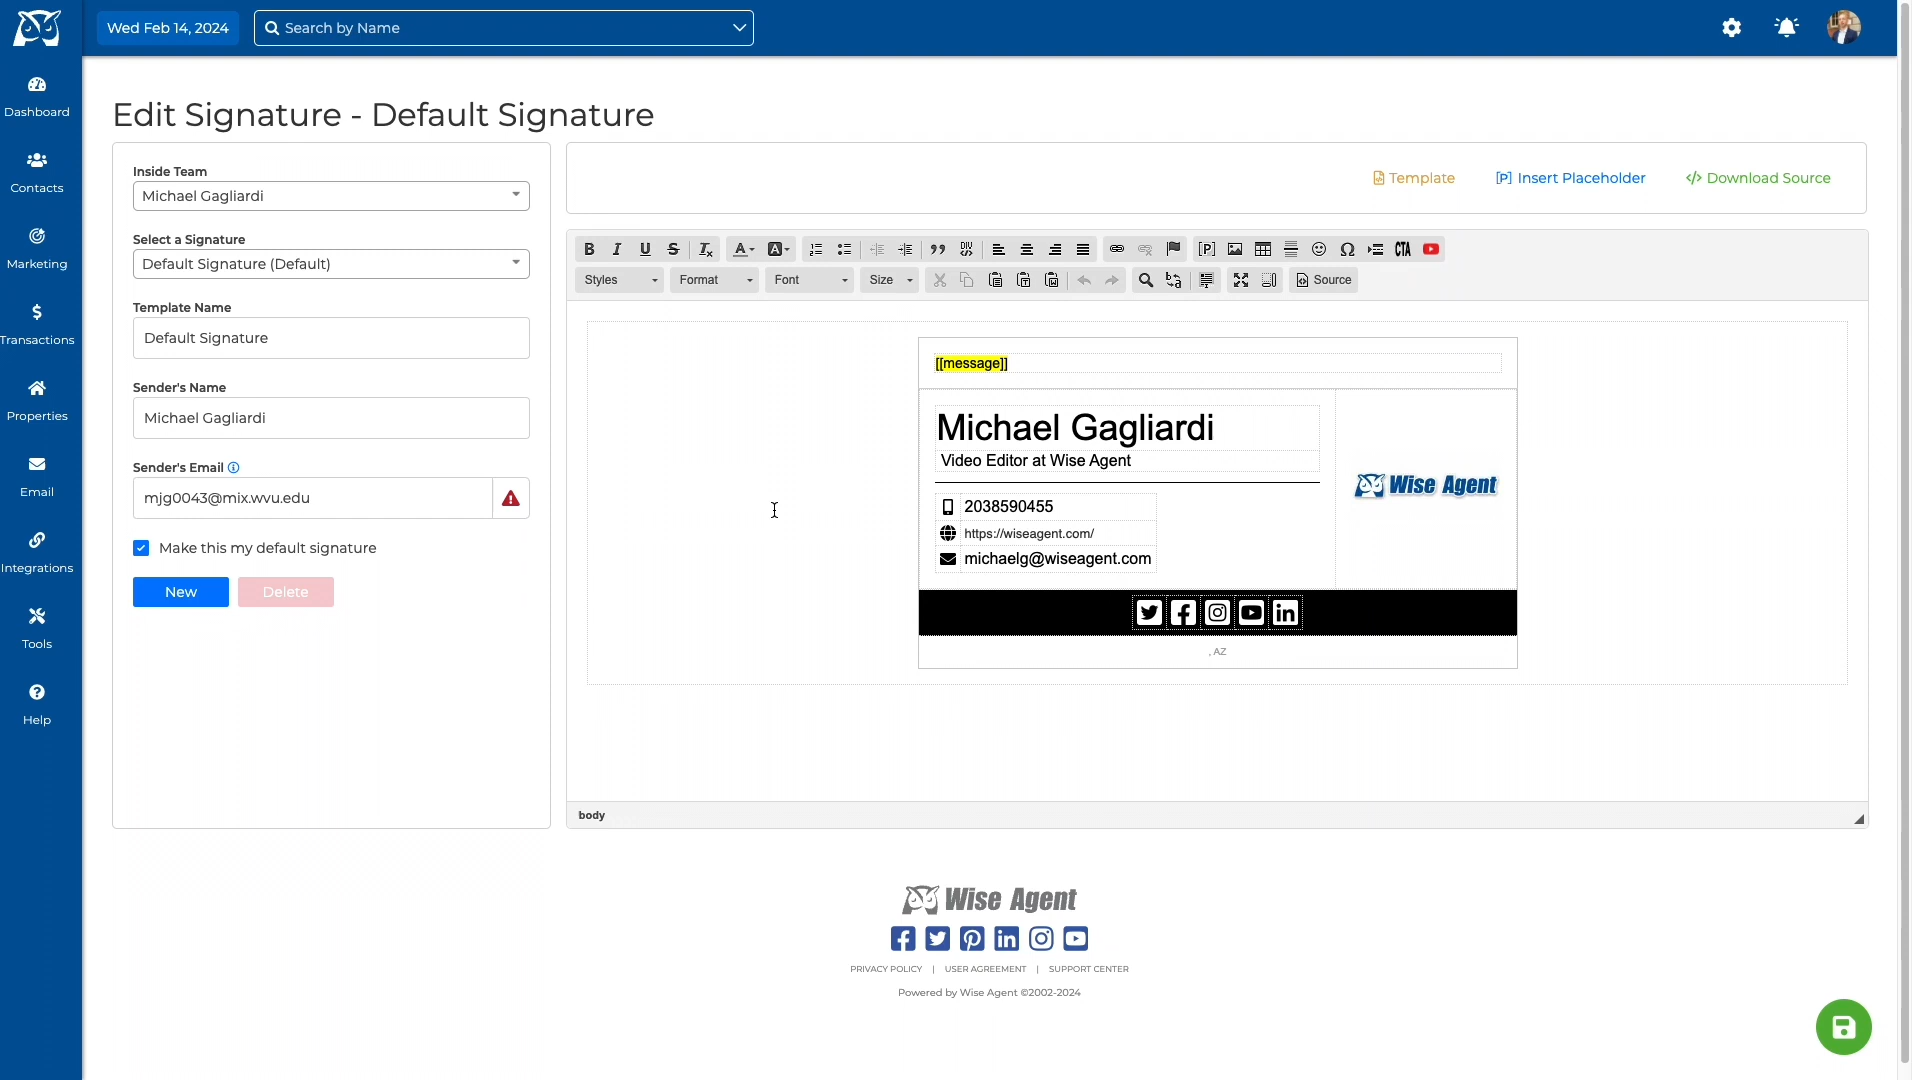 Wed Feb 14, 2024
Search by Name
Dashboard
Contacts
Marketing
Transactions
Properties
Email
Integrations
Tools
Help
Edit Signature - Default Signature
Inside Team
Michael Gagliardi
Select a Signature
Default Signature (Default)
Template Name
Default Signature
Sender's Name
Michael Gagliardi
Sender's Email
mjg0043@mix.wvu.edu
Make this my default signature
New
Delete
Template
[P] Insert Placeholder
</> Download Source
B I U S Tx A A DIV [P] Ω CTA
Styles Format Font Size Source
[[message]]
Michael Gagliardi
Video Editor at Wise Agent
2038590455
https://wiseagent.com/
michaelg@wiseagent.com
Wise Agent
, AZ
body
Wise Agent
PRIVACY POLICY | USER AGREEMENT | SUPPORT CENTER
Powered by Wise Agent ©2002-2024